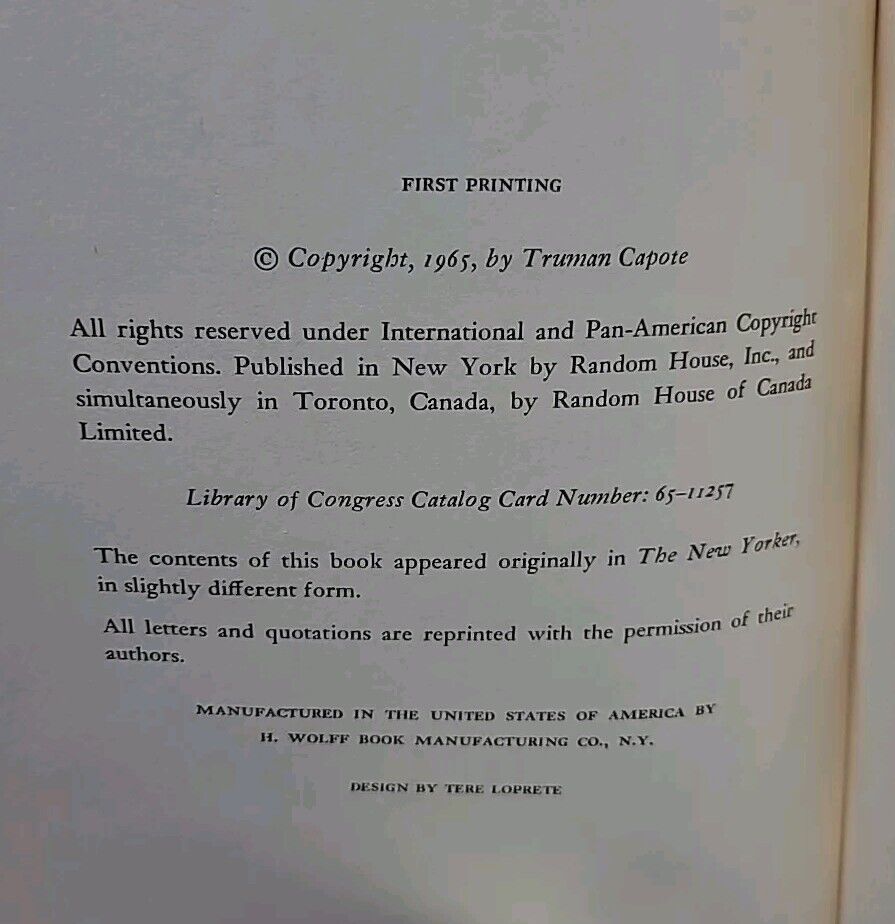 FIRST PRINTING
© Copyright, 1965, by Truman Capote
All rights reserved under International and Pan-American Copyright
Conventions. Published in New York by Random House, Inc., and
simultaneously in Toronto, Canada, by Random House of Canada
Limited.
Library of Congress Catalog Card Number: 65–11257
The contents of this book appeared originally in The New Yorker,
in slightly different form.
All letters and quotations are reprinted with the permission of their
authors.
MANUFACTURED IN THE UNITED STATES OF AMERICA BY
H. WOLFF BOOK MANUFACTURING CO., N.Y.
DESIGN BY TERE LOPRETE